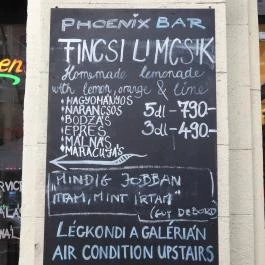 PHOENIX BAR
FINCSI LIMCSIK
Homemade lemonade
with lemon, orange & lime
*HAGYOMÁNYOS
*NARANCSOS
*BODZÁS
*EPRES
*MÁLNÁS
*MARACUJÁS
5dl-790-
3dl-490-
„MINDIG JOBBAN
ITTAM, MINT ÍRTAM"
(GUY DEBORD)
LÉGKONDI A GALÉRIÁN
AIR CONDITION UPSTAIRS